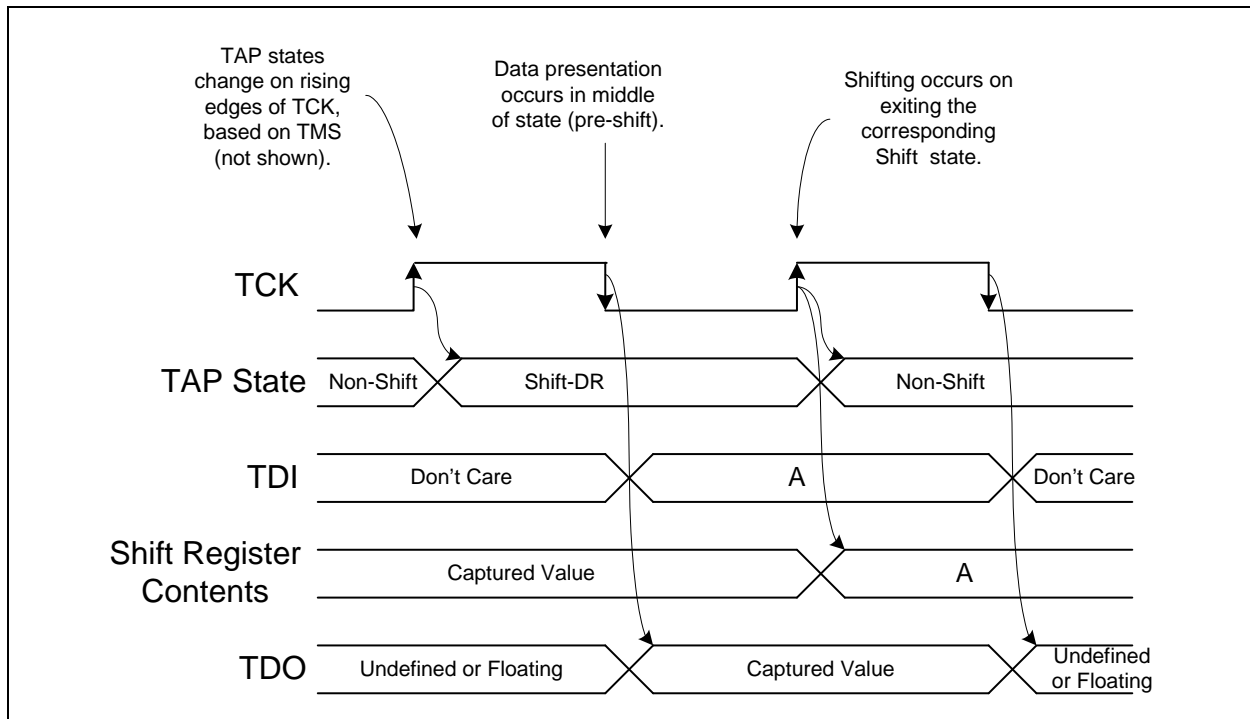 TAP states
change on rising
edges of TCK,
based on TMS
(not shown).
Data presentation
occurs in middle
of state (pre-shift).
Shifting occurs on
exiting the
corresponding
Shift state.
TCK
TAP State
Non-Shift
Shift-DR
Non-Shift
TDI
Don't Care
A
Don't Care
Shift Register
Contents
Captured Value
A
TDO
Undefined or Floating
Captured Value
Undefined
or Floating